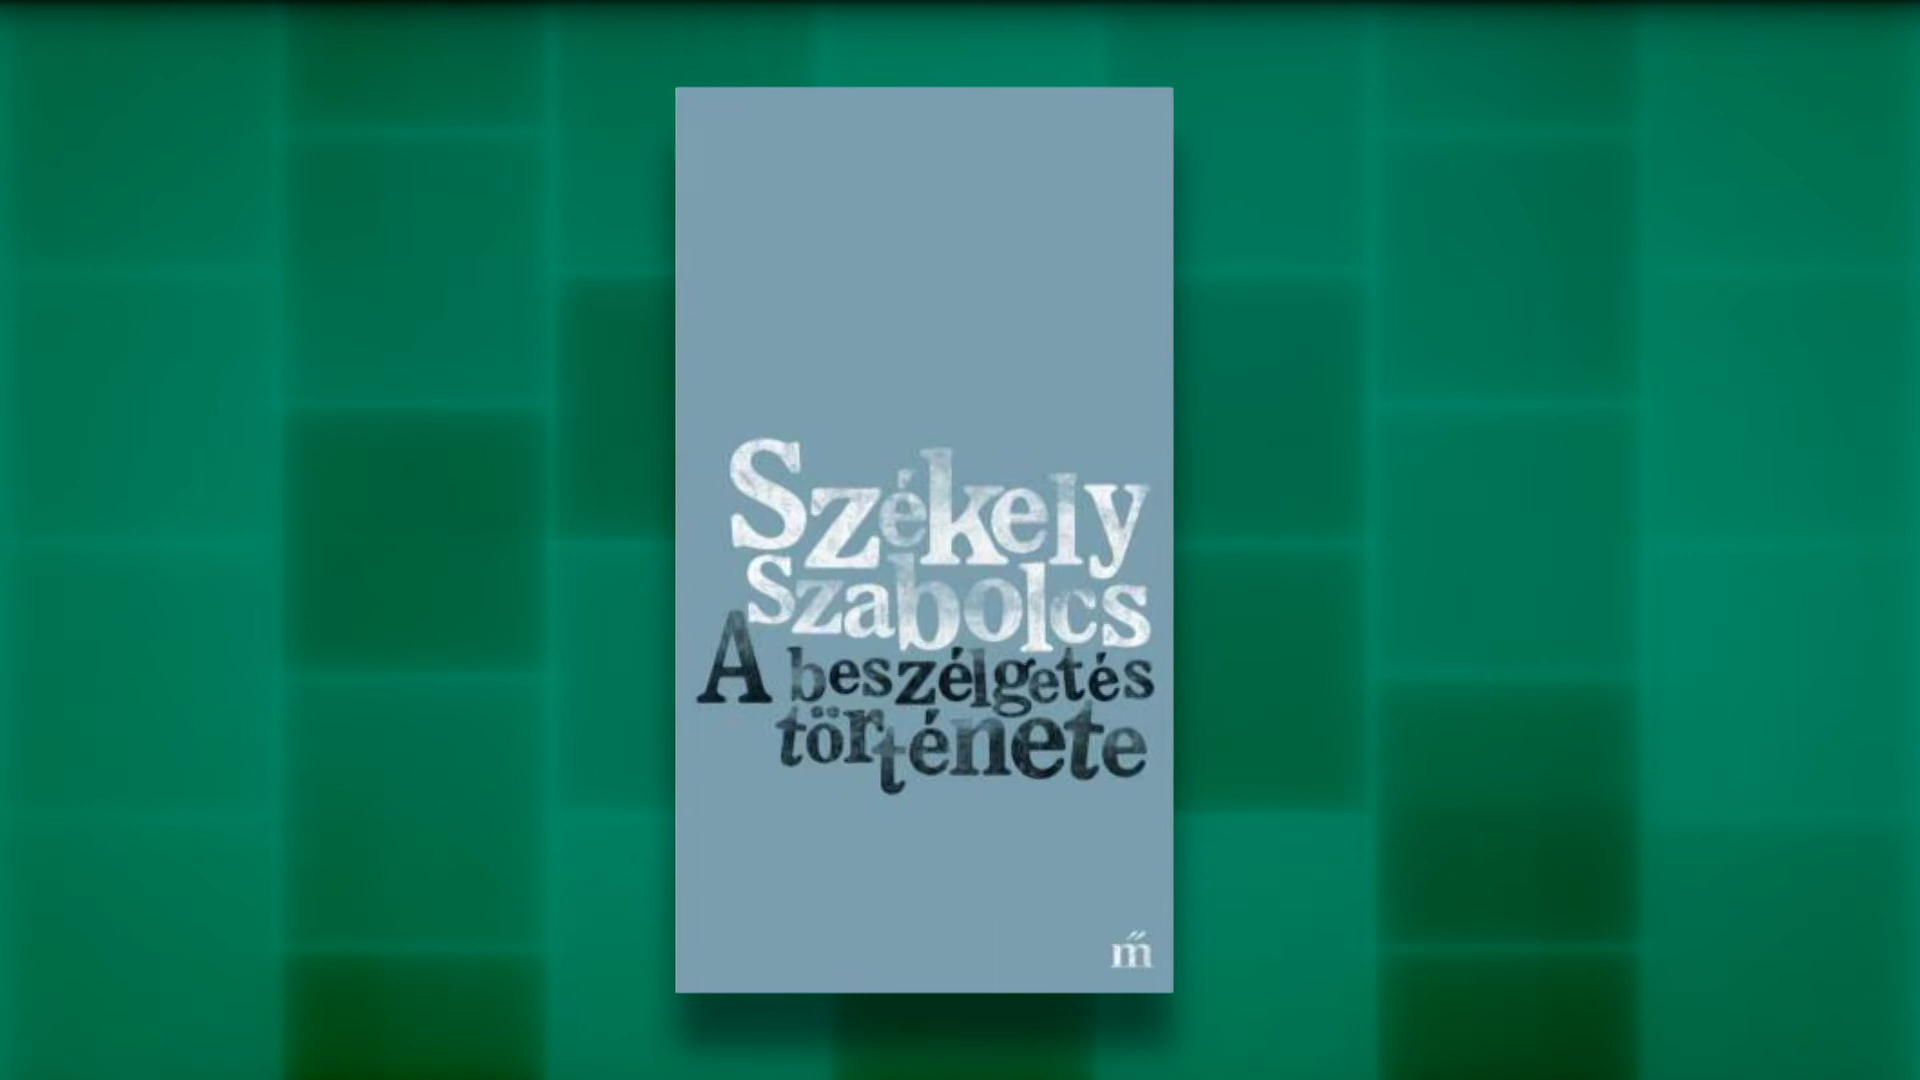 Székely
Szabolcs
A beszélgetés
története
m̋